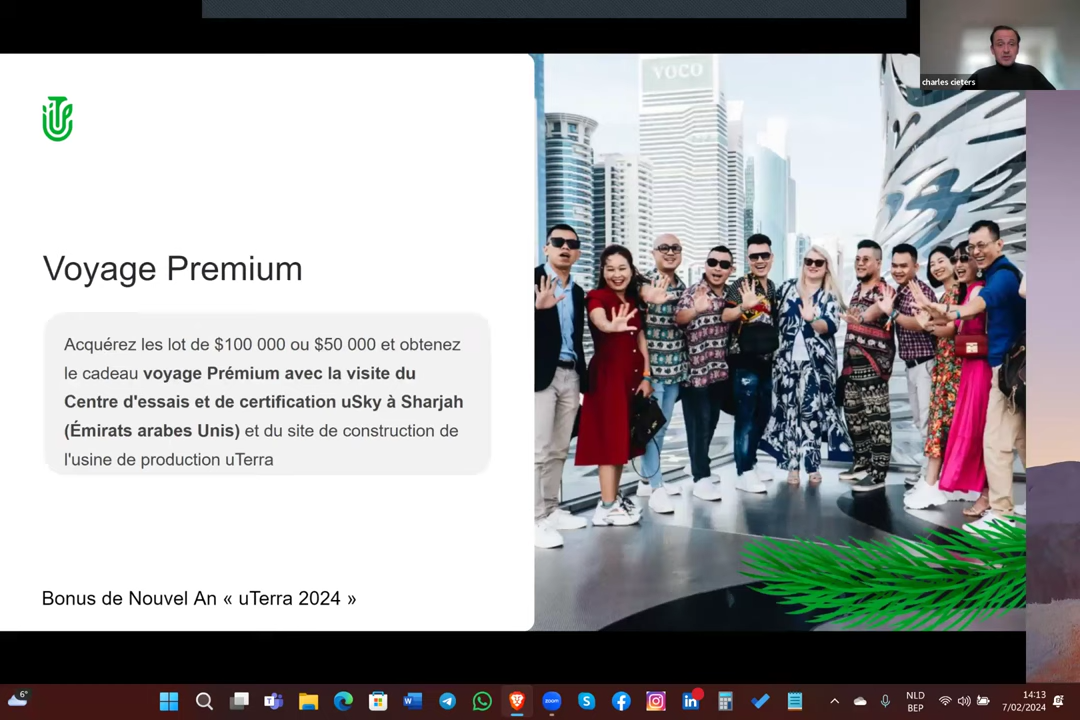 VOCO
charles cieters
Voyage Premium
Acquérez les lot de $100 000 ou $50 000 et obtenez
le cadeau voyage Prémium avec la visite du
Centre d'essais et de certification uSky à Sharjah
(Émirats arabes Unis) et du site de construction de
l'usine de production uTerra
Bonus de Nouvel An « uTerra 2024 »
6°
zoom
NLD
BEP
14:13
7/02/2024